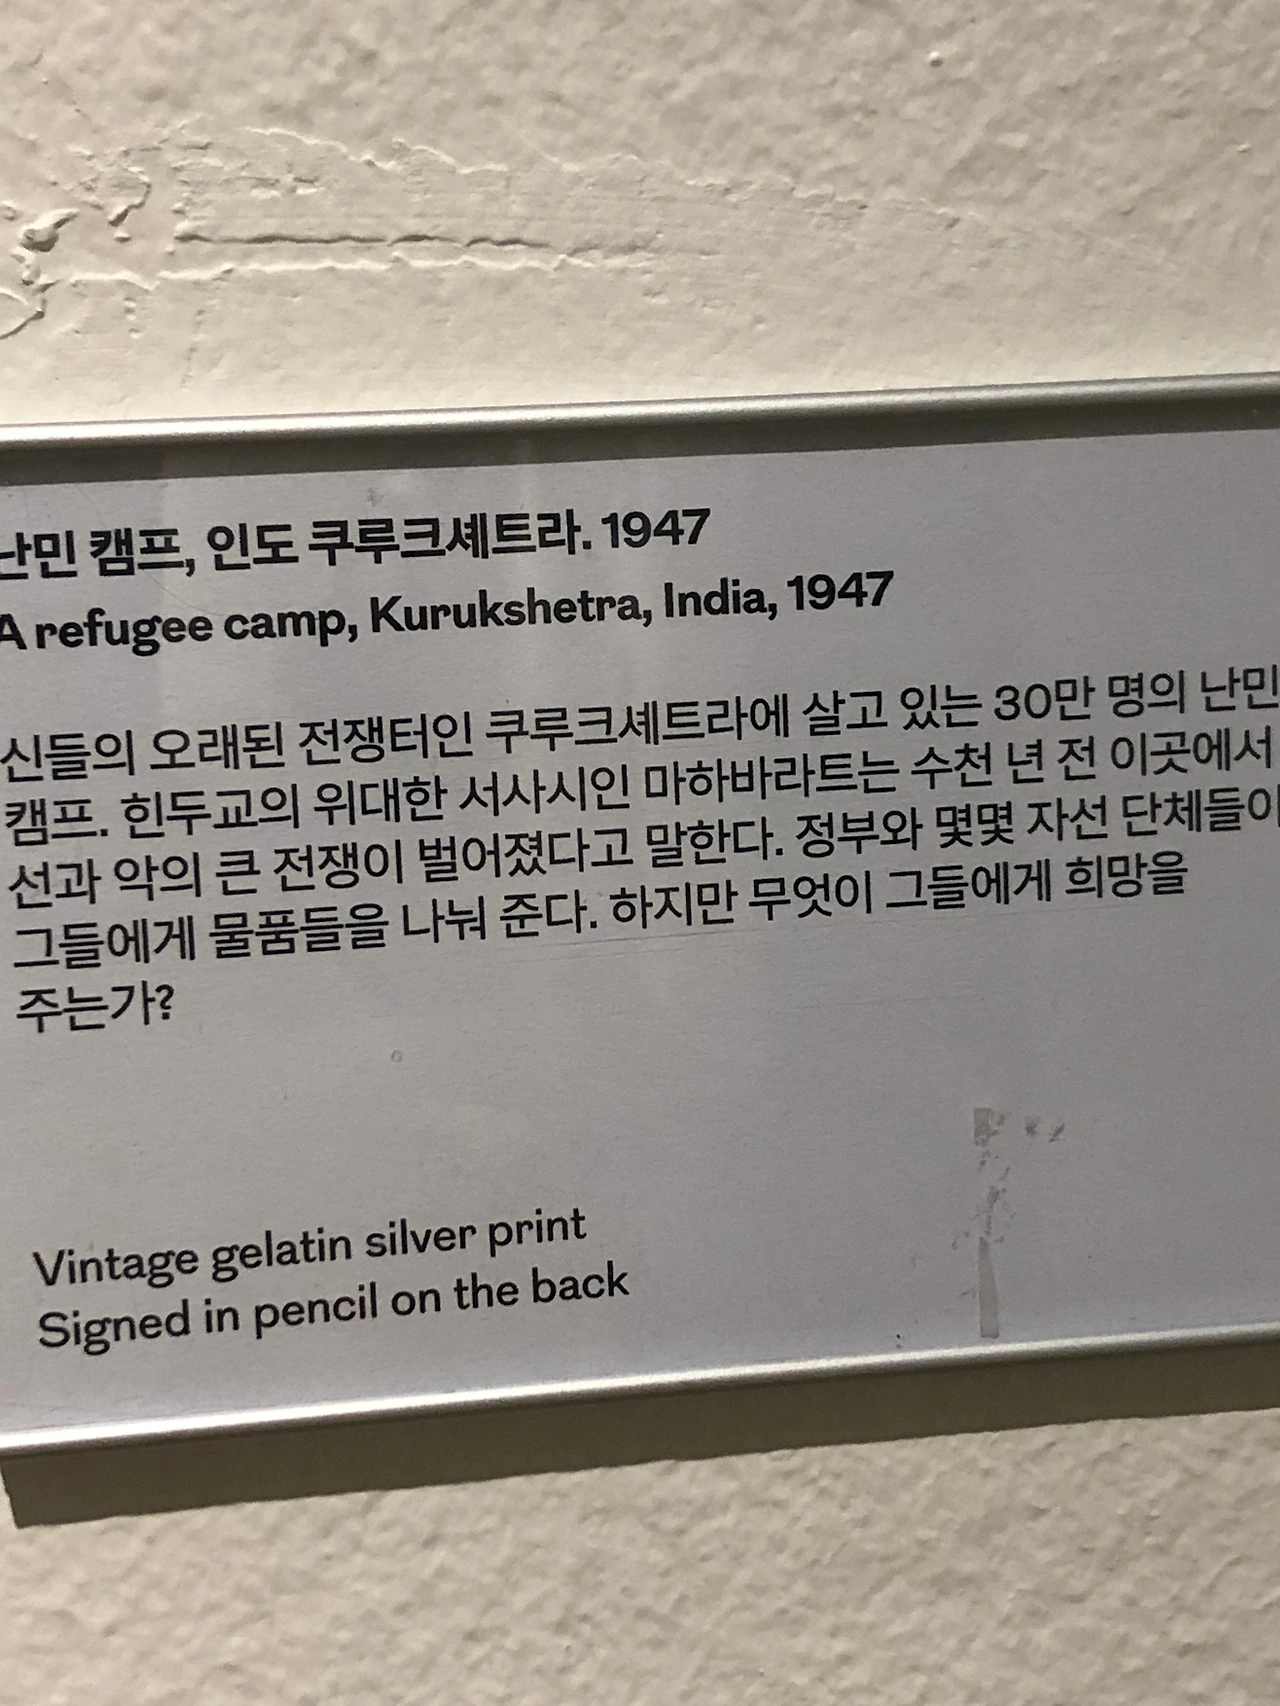 난민 캠프, 인도 쿠루크셰트라. 1947
A refugee camp, Kurukshetra, India, 1947
신들의 오래된 전쟁터인 쿠루크셰트라에 살고 있는 30만 명의 난민
캠프. 힌두교의 위대한 서사시인 마하바라트는 수천 년 전 이곳에서
선과 악의 큰 전쟁이 벌어졌다고 말한다. 정부와 몇몇 자선 단체들이
그들에게 물품들을 나눠 준다. 하지만 무엇이 그들에게 희망을
주는가?
Vintage gelatin silver print
Signed in pencil on the back